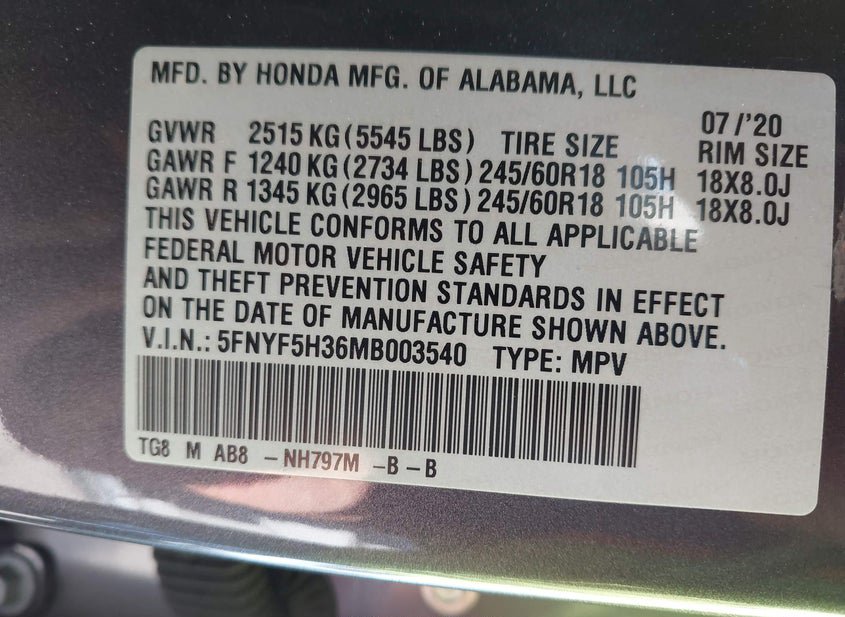 MFD. BY HONDA MFG. OF ALABAMA, LLC
07/'20
GVWR 2515 KG (5545 LBS) TIRE SIZE RIM SIZE
GAWR F 1240 KG (2734 LBS) 245/60R18 105H 18X8.0J
GAWR R 1345 KG (2965 LBS) 245/60R18 105H 18X8.0J
THIS VEHICLE CONFORMS TO ALL APPLICABLE
FEDERAL MOTOR VEHICLE SAFETY
AND THEFT PREVENTION STANDARDS IN EFFECT
ON THE DATE OF MANUFACTURE SHOWN ABOVE.
V.I.N.: 5FNYF5H36MB003540 TYPE: MPV
TG8 M AB8 -NH797M -B-B